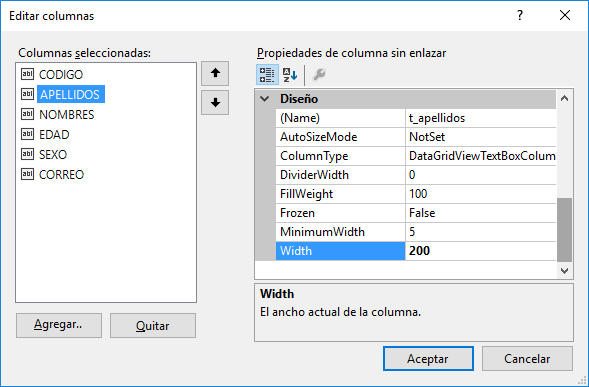 Editar columnas
Columnas seleccionadas:
CODIGO
APELLIDOS
NOMBRES
EDAD
SEXO
CORREO
Agregar..
Quitar
Propiedades de columna sin enlazar
Diseño
(Name) t_apellidos
AutoSizeMode NotSet
ColumnType DataGridViewTextBoxColum
DividerWidth 0
FillWeight 100
Frozen False
MinimumWidth 5
Width 200
Width
El ancho actual de la columna.
Aceptar
Cancelar